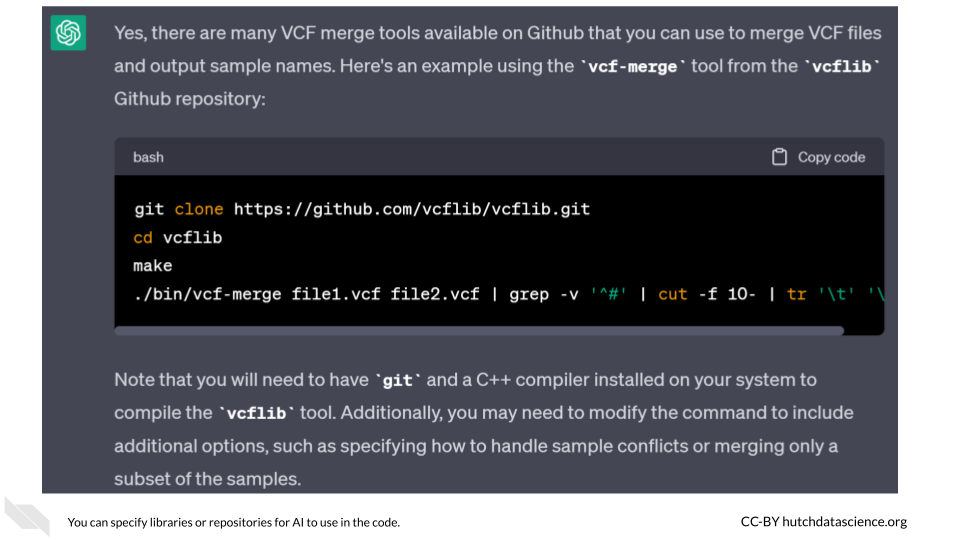 Yes, there are many VCF merge tools available on Github that you can use to merge VCF files
and output sample names. Here's an example using the `vcf-merge` tool from the `vcflib`
Github repository:
bash
Copy code
git clone https://github.com/vcflib/vcflib.git
cd vcflib
make
./bin/vcf-merge file1.vcf file2.vcf | grep -v '^#' | cut -f 10- | tr '\t' '\
Note that you will need to have `git` and a C++ compiler installed on your system to
compile the `vcflib` tool. Additionally, you may need to modify the command to include
additional options, such as specifying how to handle sample conflicts or merging only a
subset of the samples.
You can specify libraries or repositories for AI to use in the code.
CC-BY hutchdatascience.org